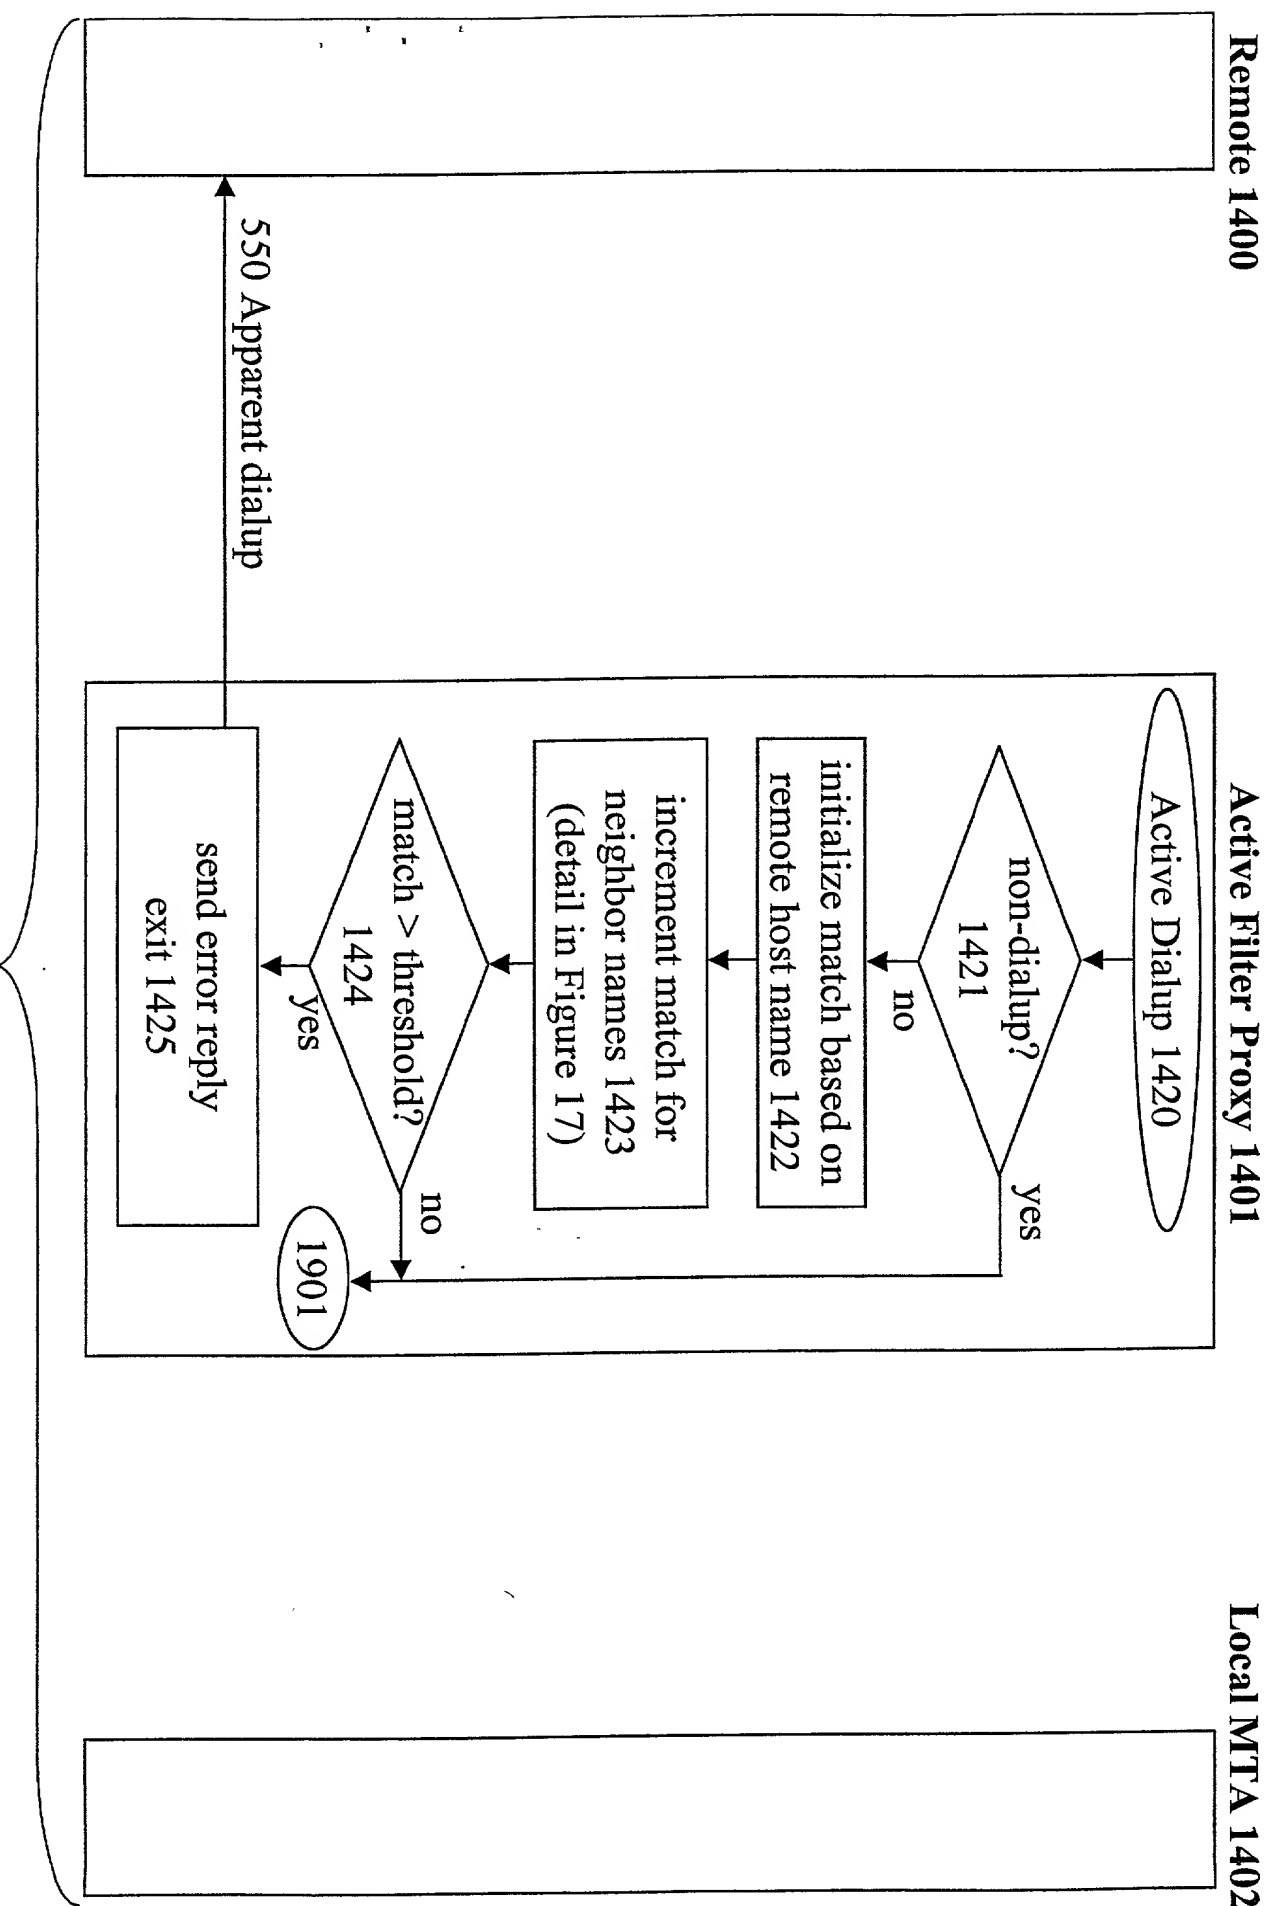 Remote 1400
Active Filter Proxy 1401
Local MTA 1402
Active Dialup 1420
non-dialup?
1421
yes
no
initialize match based on
remote host name 1422
increment match for
neighbor names 1423
(detail in Figure 17)
match > threshold?
1424
no
yes
1901
send error reply
exit 1425
550 Apparent dialup